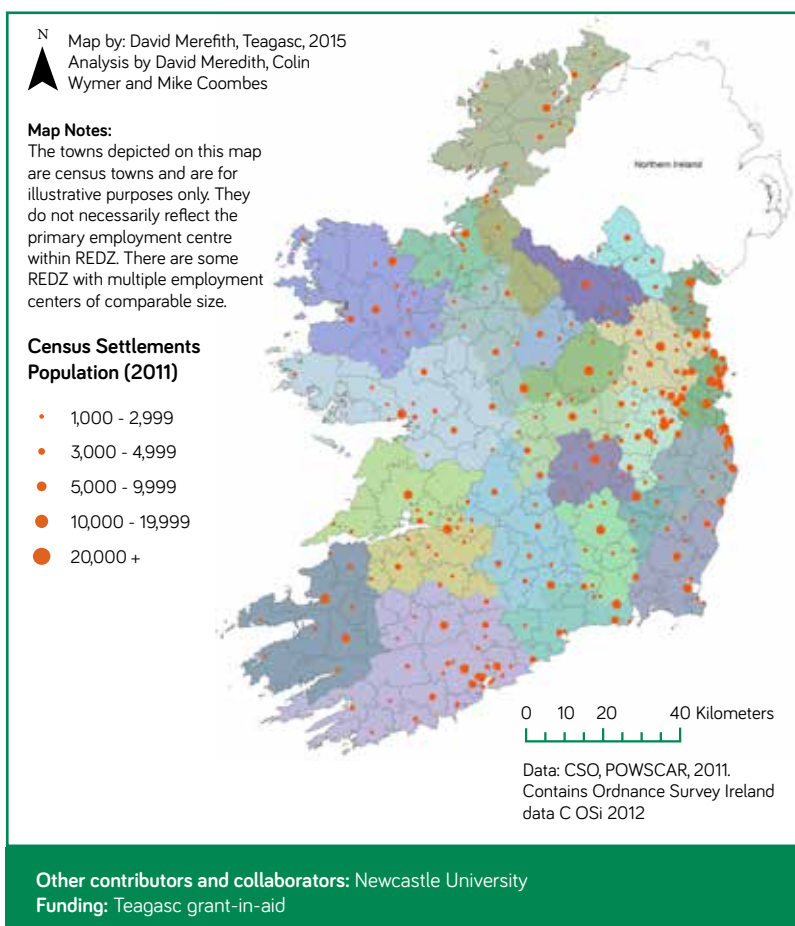 N
Map by: David Merefith, Teagasc, 2015
Analysis by David Meredith, Colin
Wymer and Mike Coombes
Map Notes:
The towns depicted on this map
are census towns and are for
illustrative purposes only. They
do not necessarily reflect the
primary employment centre
within REDZ. There are some
REDZ with multiple employment
centers of comparable size.
Northern Ireland
Census Settlements
Population (2011)
1,000 - 2,999
3,000 - 4,999
5,000 - 9,999
10,000 - 19,999
20,000 +
0 10 20 40 Kilometers
Data: CSO, POWSCAR, 2011.
Contains Ordnance Survey Ireland
data C OSi 2012
Other contributors and collaborators: Newcastle University
Funding: Teagasc grant-in-aid